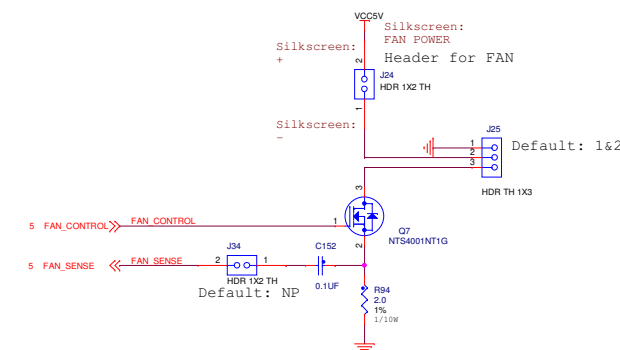 VCC5V
Silkscreen:
FAN POWER
Silkscreen:
+
Header for FAN
2
J24
HDR 1X2 TH
1
Silkscreen:
-
J25
1
2
3
Default: 1&2
HDR TH 1X3
3
1
Q7
NTS4001NT1G
2
5 FAN_CONTROL
FAN_CONTROL
5 FAN_SENSE
FAN_SENSE
J34
2
1
HDR 1X2 TH
Default: NP
C152
0.1UF
R94
2.0
1%
1/10W